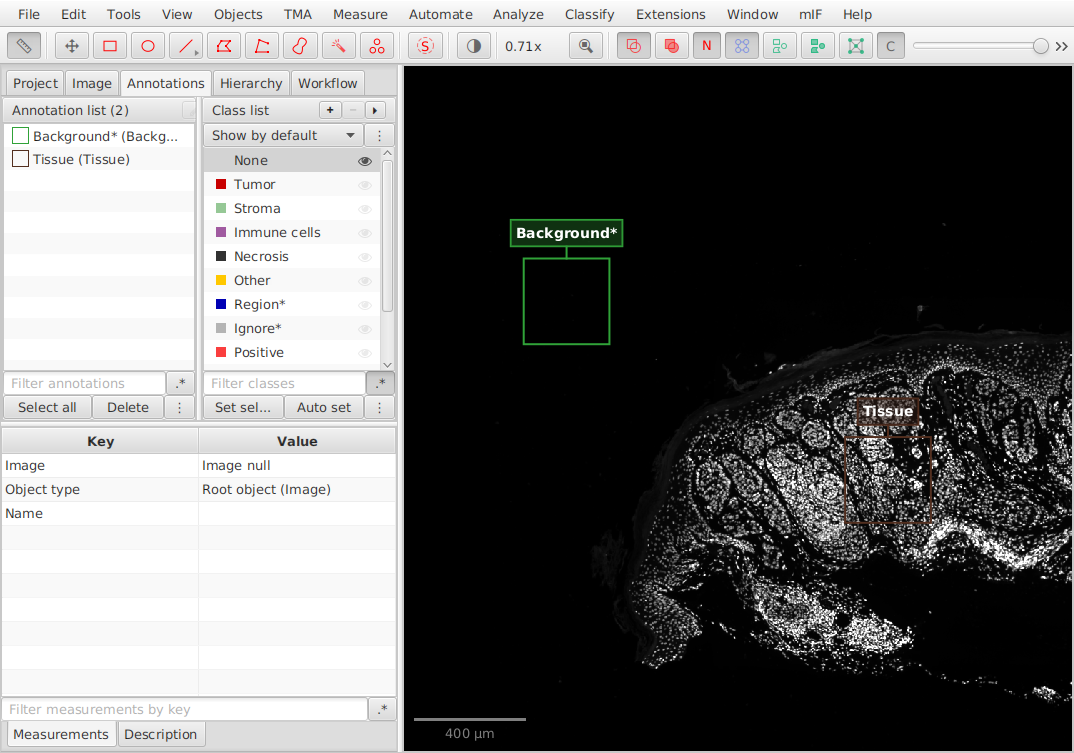 File Edit Tools View Objects TMA Measure Automate Analyze Classify Extensions Window mIF Help
S 0.71x N C
Project Image Annotations Hierarchy Workflow
Annotation list (2)
Background* (Backg...
Tissue (Tissue)
Filter annotations .*
Select all Delete
Class list + −
Show by default
None
Tumor
Stroma
Immune cells
Necrosis
Other
Region*
Ignore*
Positive
Filter classes .*
Set sel... Auto set
Key Value
Image Image null
Object type Root object (Image)
Name
Filter measurements by key .*
Measurements Description
Background*
Tissue
400 µm